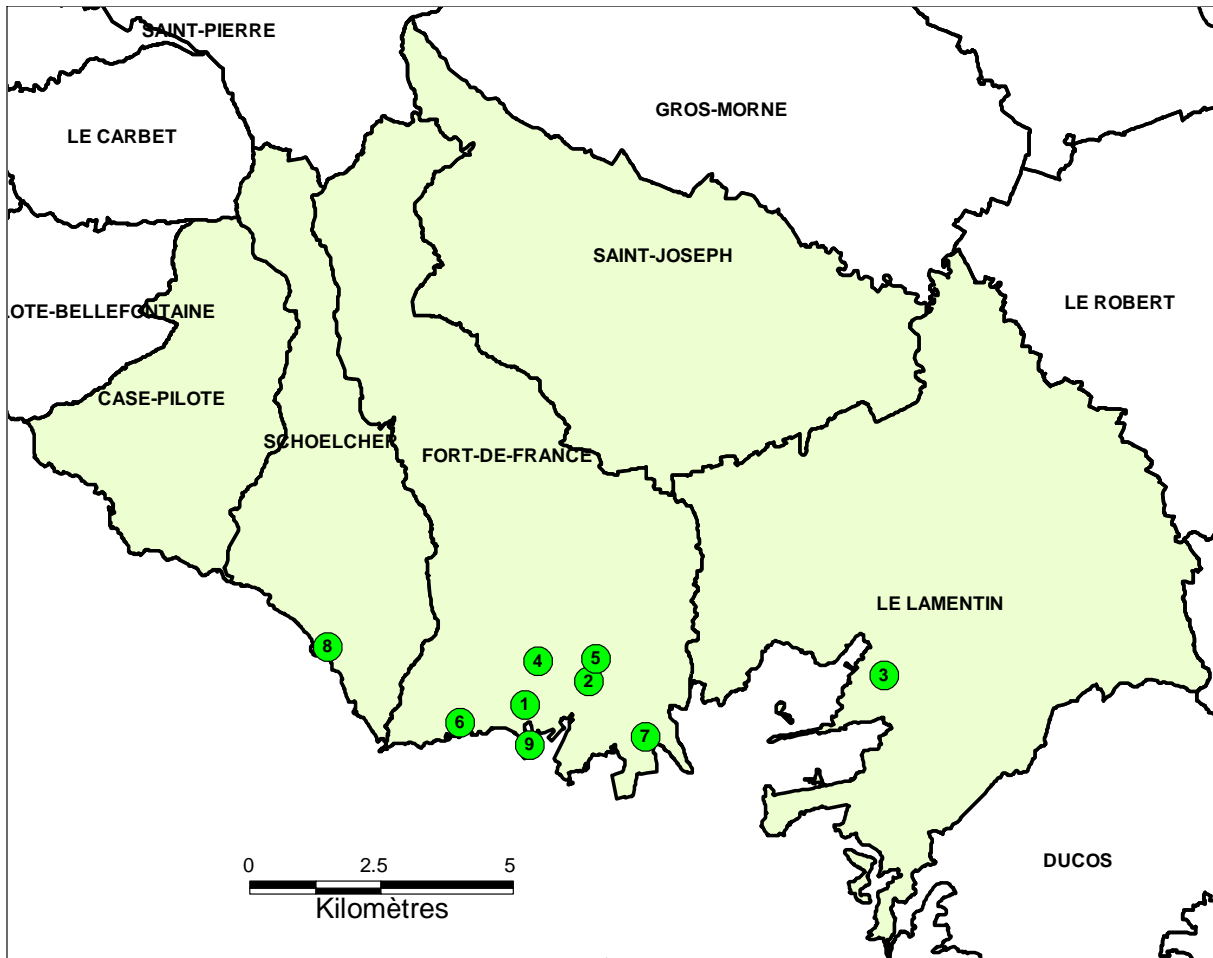 SAINT-PIERRE
GROS-MORNE
LE CARBET
SAINT-JOSEPH
LE ROBERT
LOTE-BELLEFONTAINE
CASE-PILOTE
SCHOELCHER
FORT-DE-FRANCE
LE LAMENTIN
8
4
5
2
3
1
6
7
9
0 2.5 5
Kilomètres
DUCOS